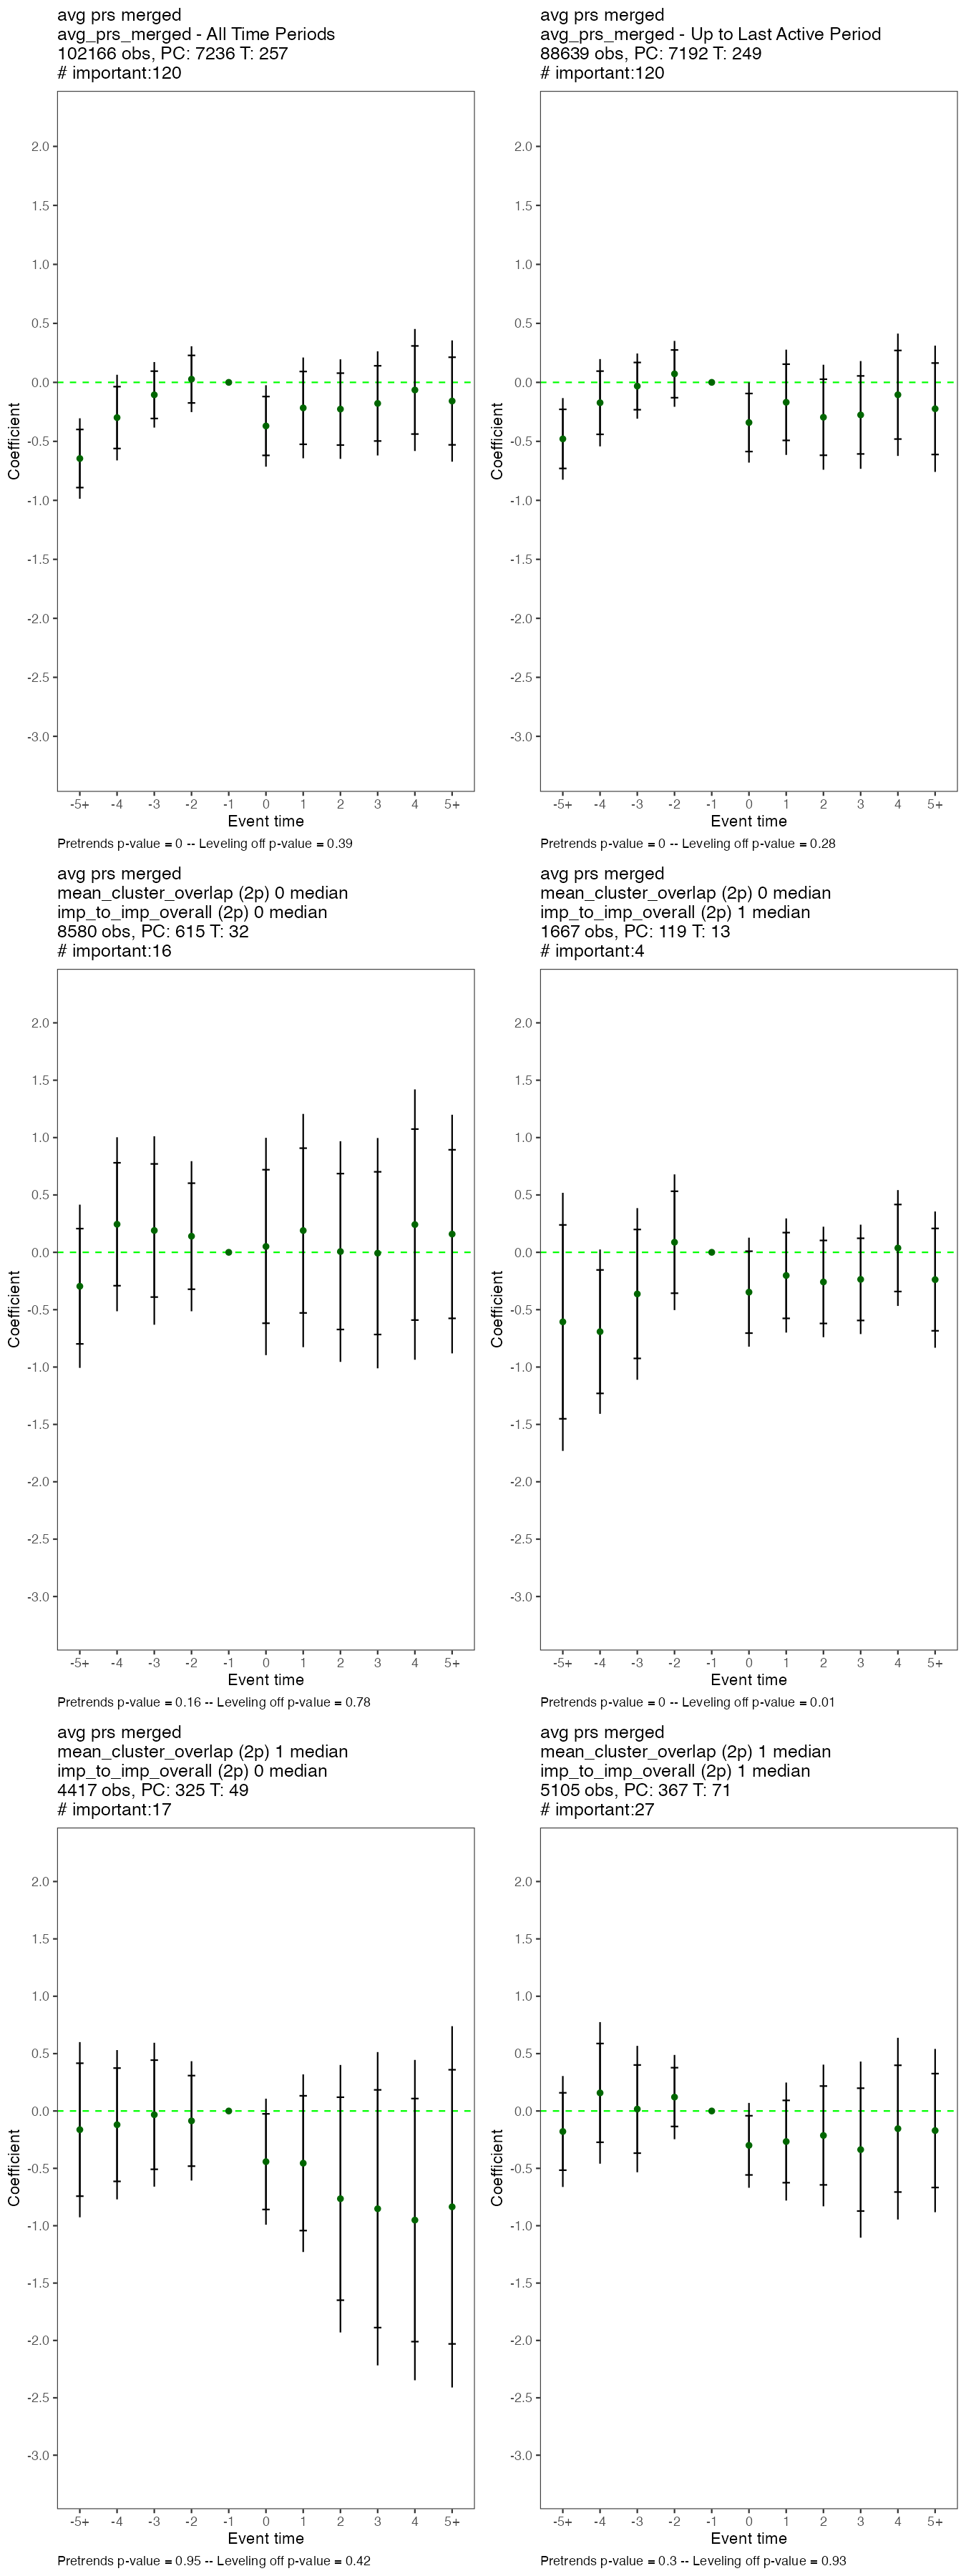 avg prs merged
avg_prs_merged - All Time Periods
102166 obs, PC: 7236 T: 257
# important:120
2.0
1.5
1.0
0.5
0.0
-0.5
-1.0
-1.5
-2.0
-2.5
-3.0
Coefficient
-5+ -4 -3 -2 -1 0 1 2 3 4 5+
Event time
Pretrends p-value = 0 -- Leveling off p-value = 0.39
avg prs merged
avg_prs_merged - Up to Last Active Period
88639 obs, PC: 7192 T: 249
# important:120
2.0
1.5
1.0
0.5
0.0
-0.5
-1.0
-1.5
-2.0
-2.5
-3.0
Coefficient
-5+ -4 -3 -2 -1 0 1 2 3 4 5+
Event time
Pretrends p-value = 0 -- Leveling off p-value = 0.28
avg prs merged
mean_cluster_overlap (2p) 0 median
imp_to_imp_overall (2p) 0 median
8580 obs, PC: 615 T: 32
# important:16
2.0
1.5
1.0
0.5
0.0
-0.5
-1.0
-1.5
-2.0
-2.5
-3.0
Coefficient
-5+ -4 -3 -2 -1 0 1 2 3 4 5+
Event time
Pretrends p-value = 0.16 -- Leveling off p-value = 0.78
avg prs merged
mean_cluster_overlap (2p) 0 median
imp_to_imp_overall (2p) 1 median
1667 obs, PC: 119 T: 13
# important:4
2.0
1.5
1.0
0.5
0.0
-0.5
-1.0
-1.5
-2.0
-2.5
-3.0
Coefficient
-5+ -4 -3 -2 -1 0 1 2 3 4 5+
Event time
Pretrends p-value = 0 -- Leveling off p-value = 0.01
avg prs merged
mean_cluster_overlap (2p) 1 median
imp_to_imp_overall (2p) 0 median
4417 obs, PC: 325 T: 49
# important:17
2.0
1.5
1.0
0.5
0.0
-0.5
-1.0
-1.5
-2.0
-2.5
-3.0
Coefficient
-5+ -4 -3 -2 -1 0 1 2 3 4 5+
Event time
Pretrends p-value = 0.95 -- Leveling off p-value = 0.42
avg prs merged
mean_cluster_overlap (2p) 1 median
imp_to_imp_overall (2p) 1 median
5105 obs, PC: 367 T: 71
# important:27
2.0
1.5
1.0
0.5
0.0
-0.5
-1.0
-1.5
-2.0
-2.5
-3.0
Coefficient
-5+ -4 -3 -2 -1 0 1 2 3 4 5+
Event time
Pretrends p-value = 0.3 -- Leveling off p-value = 0.93